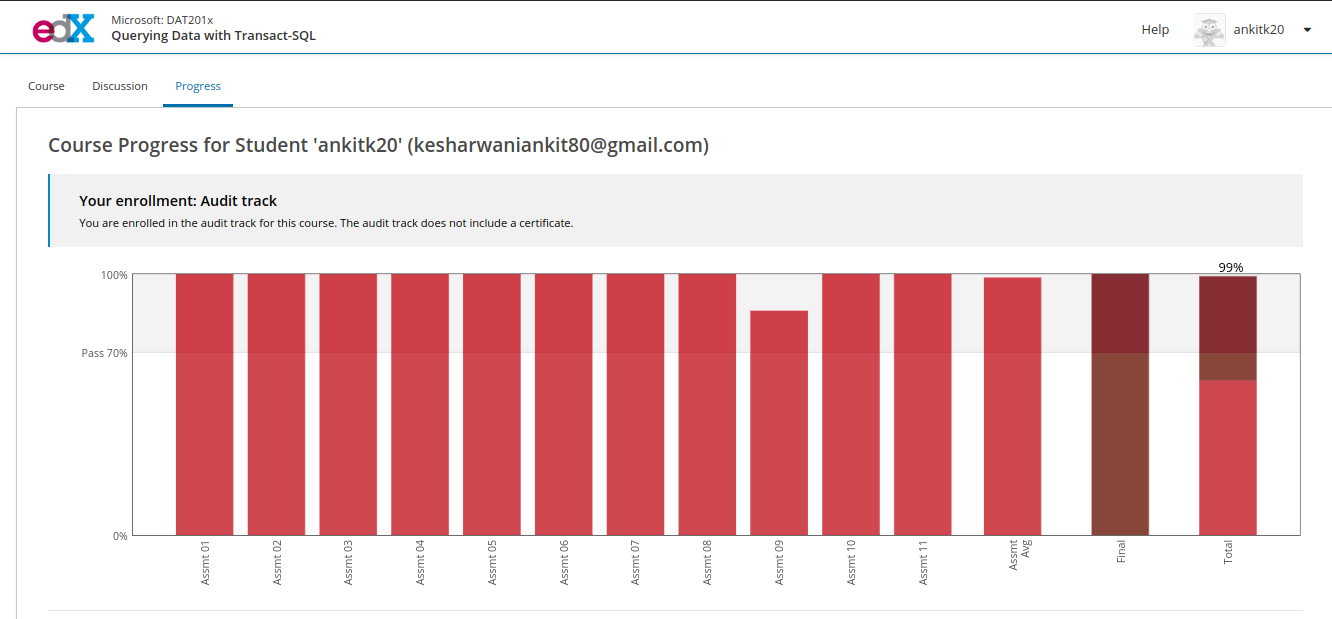 edX
Microsoft: DAT201x
Querying Data with Transact-SQL
Help
ankitk20
Course
Discussion
Progress
Course Progress for Student 'ankitk20' (kesharwaniankit80@gmail.com)
Your enrollment: Audit track
You are enrolled in the audit track for this course. The audit track does not include a certificate.
99%
100%
Pass 70%
0%
Assmt 01
Assmt 02
Assmt 03
Assmt 04
Assmt 05
Assmt 06
Assmt 07
Assmt 08
Assmt 09
Assmt 10
Assmt 11
Assmt
Avg
Final
Total